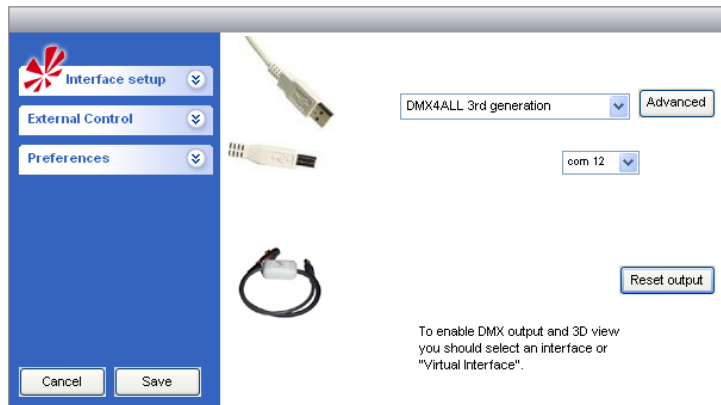 Interface setup
External Control
Preferences
DMX4ALL 3rd generation
Advanced
com 12
Reset output
To enable DMX output and 3D view
you should select an interface or
"Virtual Interface".
Cancel
Save